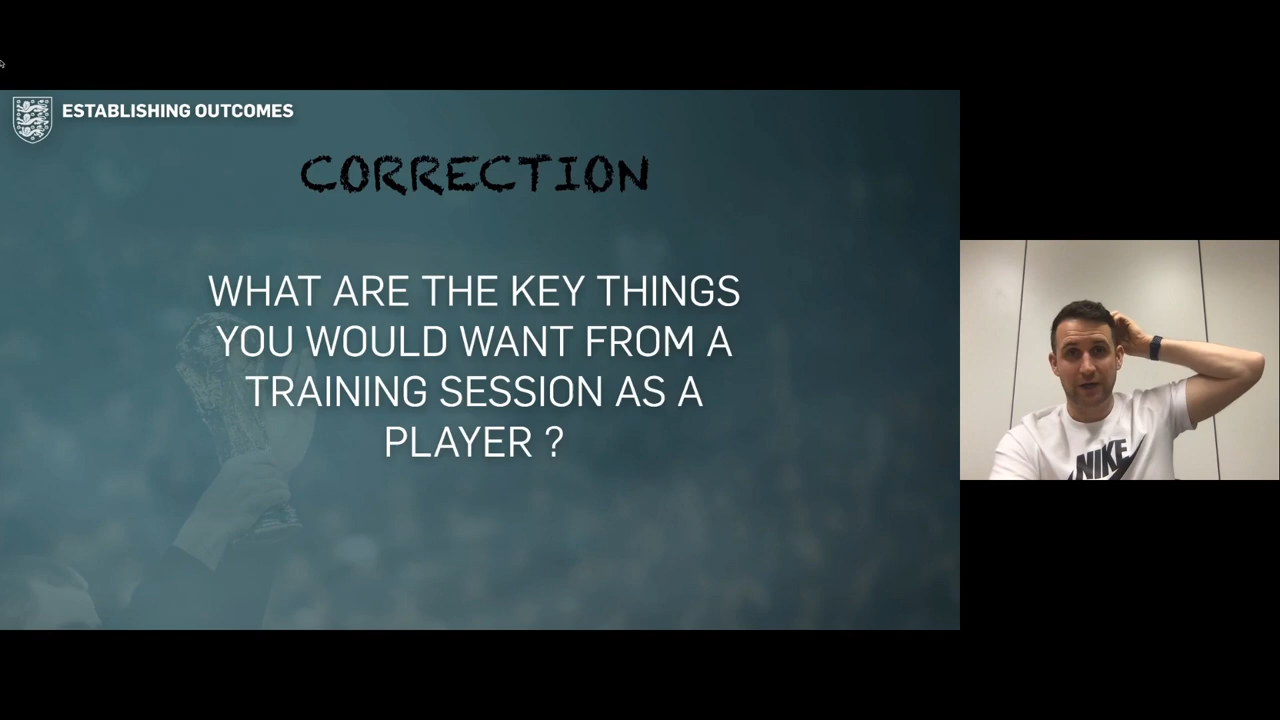 ESTABLISHING OUTCOMES
CORRECTION
WHAT ARE THE KEY THINGS
YOU WOULD WANT FROM A
TRAINING SESSION AS A
PLAYER ?
NIKE